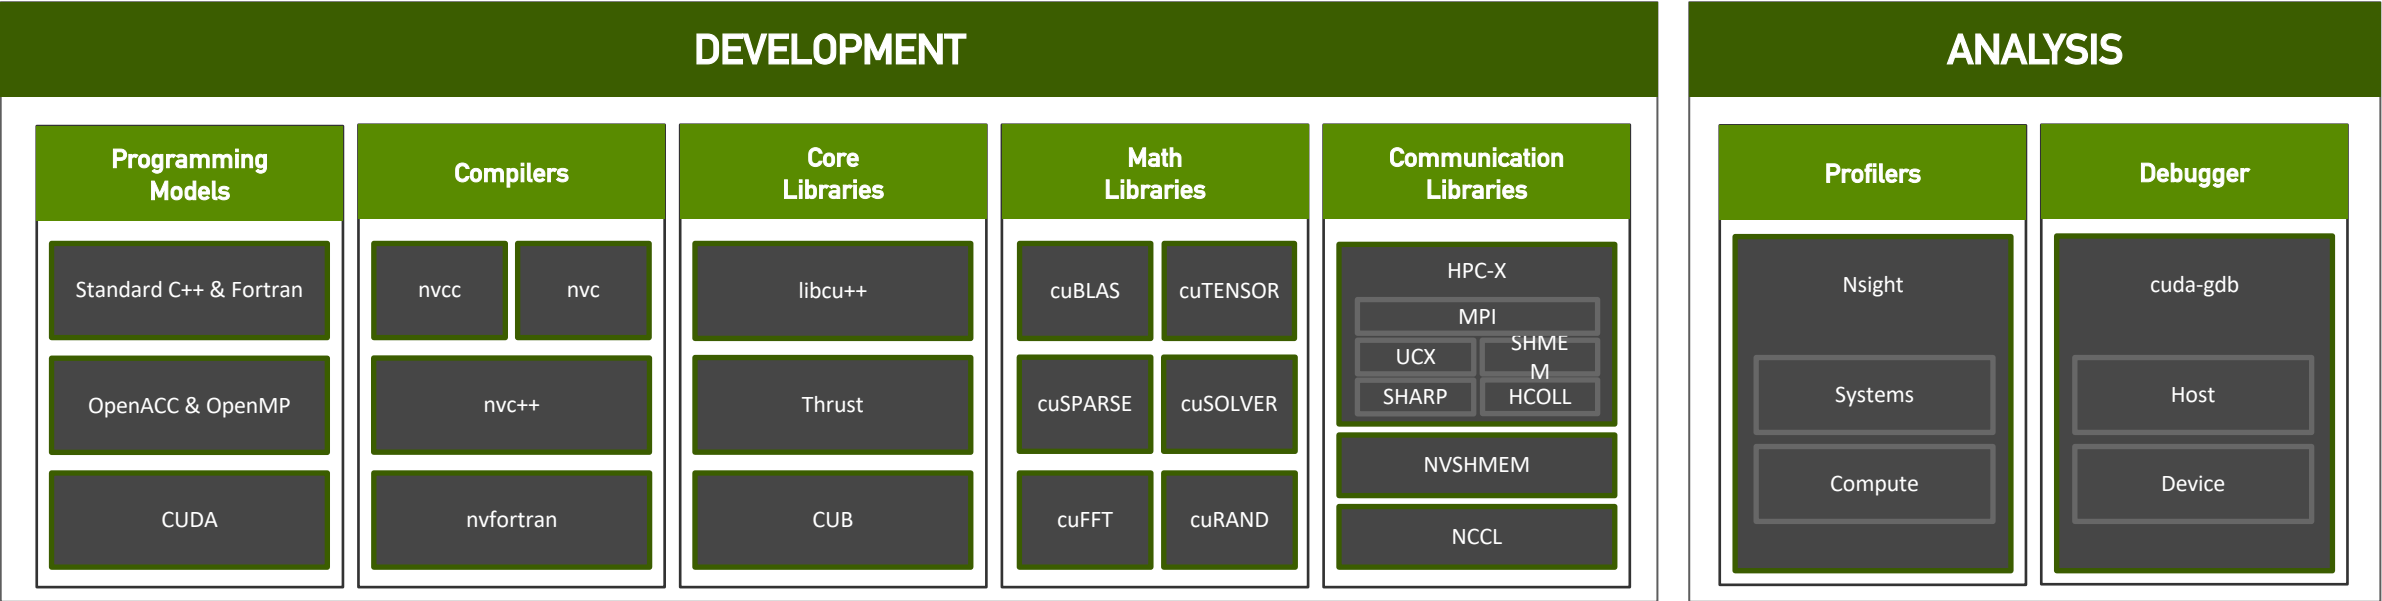 DEVELOPMENT
Programming
Models
Standard C++ & Fortran
OpenACC & OpenMP
CUDA
Compilers
nvcc
nvc
nvc++
nvfortran
Core
Libraries
libcu++
Thrust
CUB
Math
Libraries
cuBLAS
cuTENSOR
cuSPARSE
cuSOLVER
cuFFT
cuRAND
Communication
Libraries
HPC-X
MPI
UCX
SHME
M
SHARP
HCOLL
NVSHMEM
NCCL
ANALYSIS
Profilers
Nsight
Systems
Compute
Debugger
cuda-gdb
Host
Device